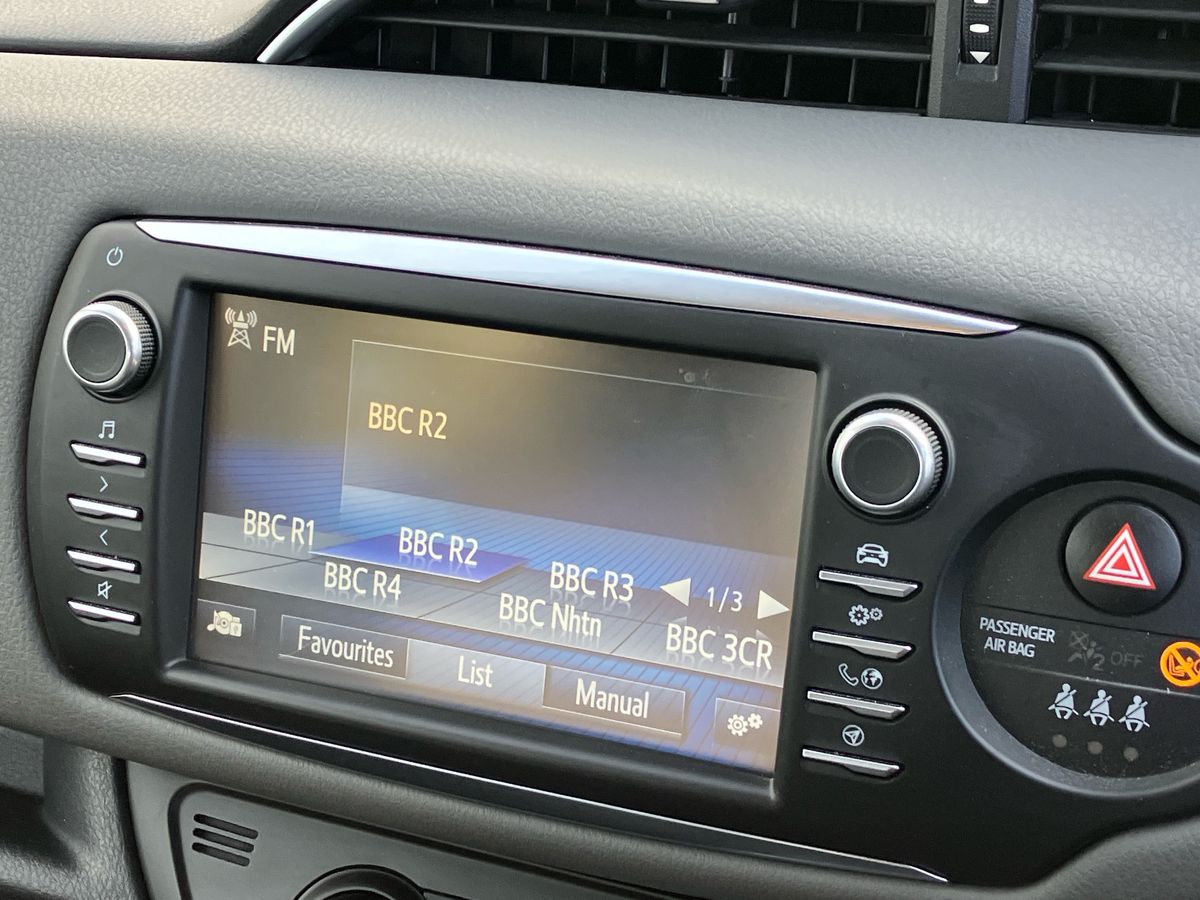 FM
BBC R2
BBC R1
BBC R2
BBC R3
1/3
BBC R4
BBC Nhtn
BBC 3CR
Favourites
List
Manual
PASSENGER
AIR BAG
2 OFF